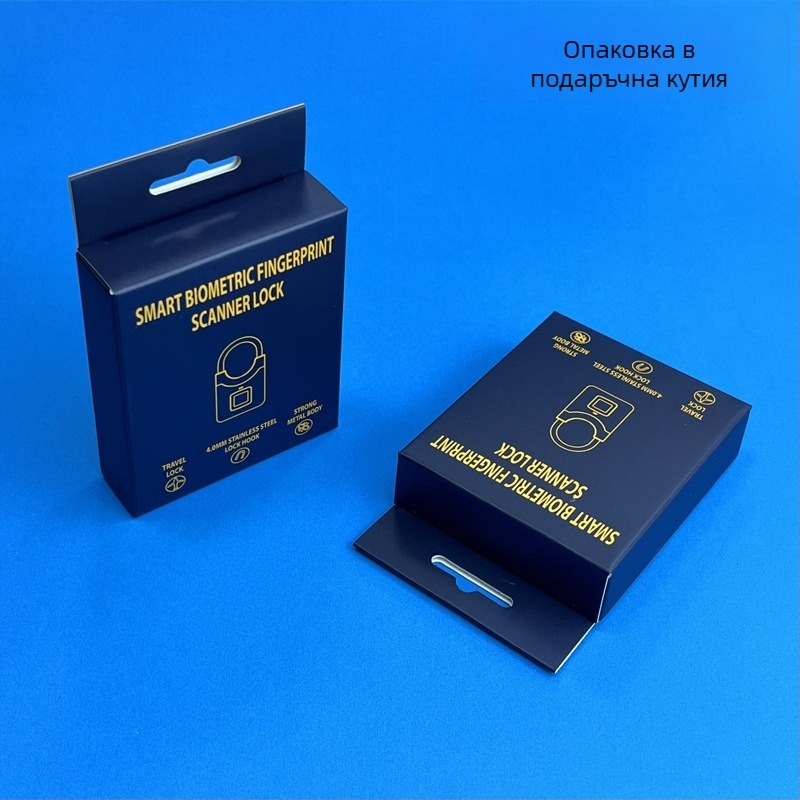 Опаковка в
подаръчна кутия
SMART BIOMETRIC FINGERPRINT
SCANNER LOCK
TRAVEL
LOCK
4.0MM STAINLESS STEEL
LOCK HOOK
STRONG
METAL BODY
SMART BIOMETRIC FINGERPRINT
SCANNER LOCK
TRAVEL
LOCK
4.0MM STAINLESS STEEL
LOCK HOOK
STRONG
METAL BODY